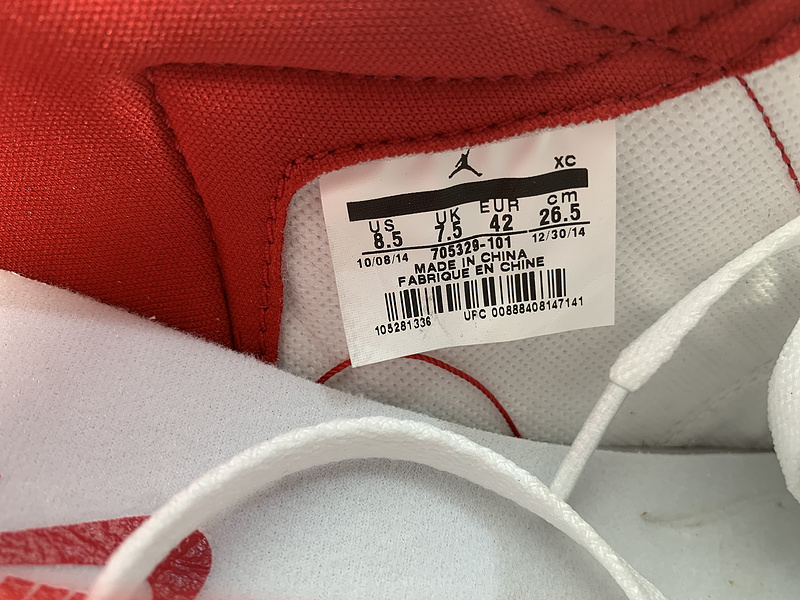 XC
US UK EUR cm
8.5 7.5 42 26.5
10/08/14 705329-101 12/30/14
MADE IN CHINA
FABRIQUE EN CHINE
105281336 UPC 00888408147141